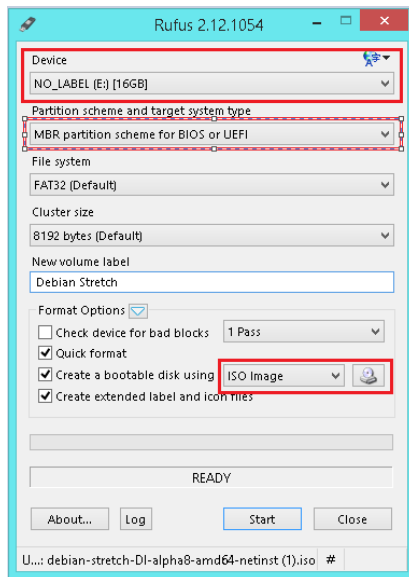 Rufus 2.12.1054
Device
NO_LABEL (E:) [16GB]
Partition scheme and target system type
MBR partition scheme for BIOS or UEFI
File system
FAT32 (Default)
Cluster size
8192 bytes (Default)
New volume label
Debian Stretch
Format Options
Check device for bad blocks 1 Pass
Quick format
Create a bootable disk using ISO Image
Create extended label and icon files
READY
About... Log Start Close
U...: debian-stretch-DI-alpha8-amd64-netinst (1).iso #